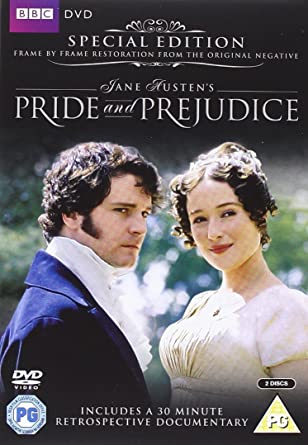 BBC DVD
SPECIAL EDITION
FRAME BY FRAME RESTORATION FROM THE ORIGINAL NEGATIVE
JANE AUSTEN'S
PRIDE and PREJUDICE
DVD
VIDEO
2 DISCS
PG
INCLUDES A 30 MINUTE
RETROSPECTIVE DOCUMENTARY
PG